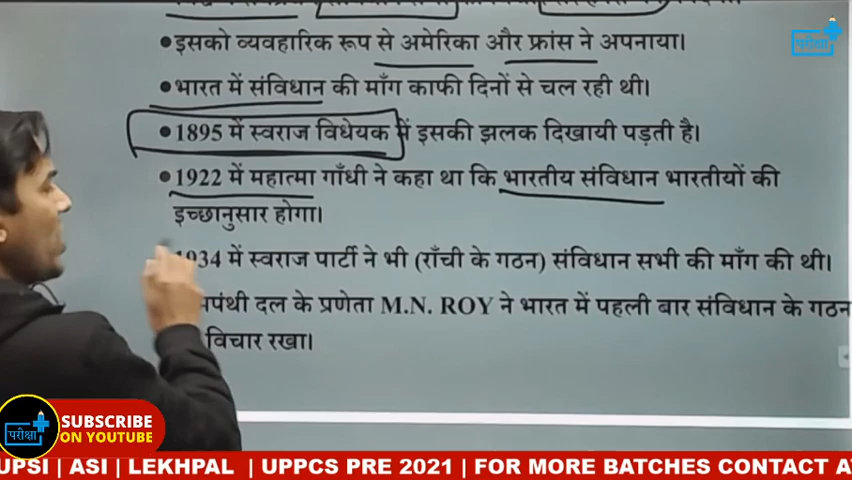 •इसको व्यवहारिक रूप से अमेरिका और फ्रांस ने अपनाया।
परीक्षा
•भारत में संविधान की माँग काफी दिनों से चल रही थी।
•1895 में स्वराज विधेयक में इसकी झलक दिखायी पड़ती है।
•1922 में महात्मा गाँधी ने कहा था कि भारतीय संविधान भारतीयों की
इच्छानुसार होगा।
1934 में स्वराज पार्टी ने भी (राँची के गठन) संविधान सभी की माँग की थी।
दल के प्रणेता M.N. ROY ने भारत में पहली बार संविधान के गठन
विचार रखा।
परीक्षा
SUBSCRIBE
ON YOUTUBE
UPSI | ASI | LEKHPAL | UPPCS PRE 2021 | FOR MORE BATCHES CONTACT